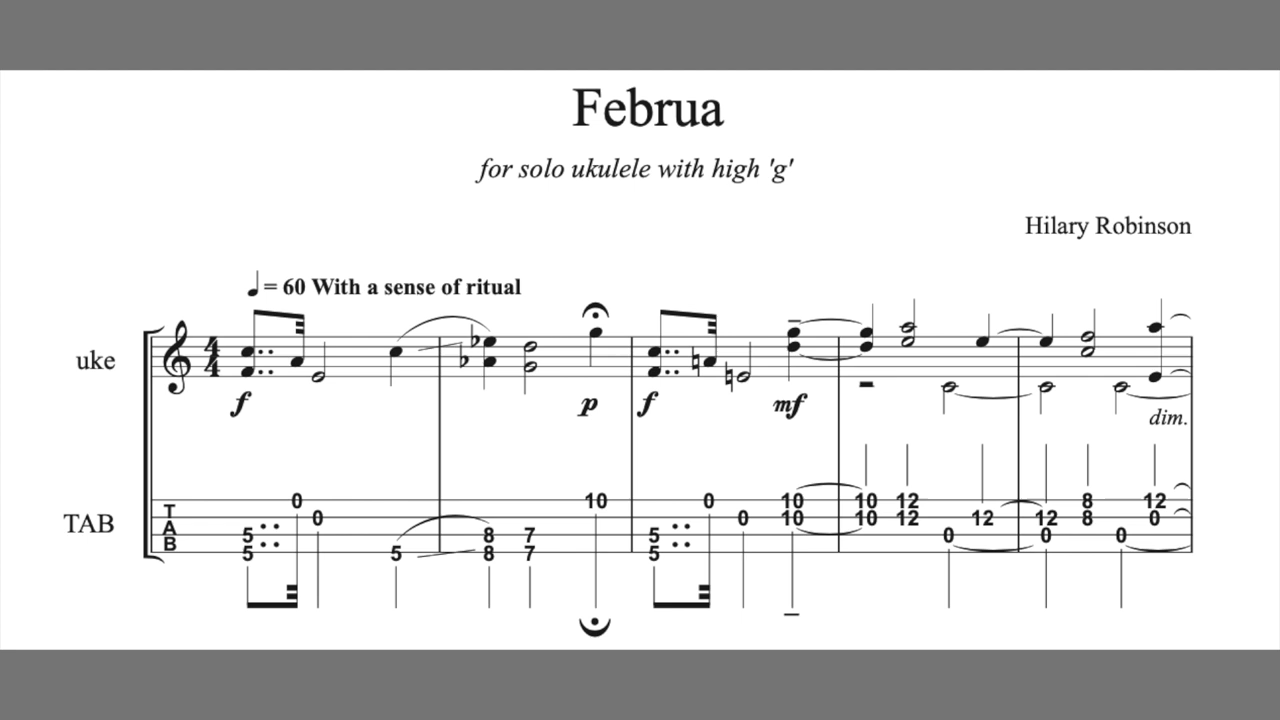 Februa
for solo ukulele with high 'g'
Hilary Robinson
= 60 With a sense of ritual
uke
4 4
f p f mf
dim.
TAB
T A B
0 10 0 10 10 12 8 12
0 0 10 10 12 12 12 8 0
5 8 7 5 0 0 0
5 5 8 7 5